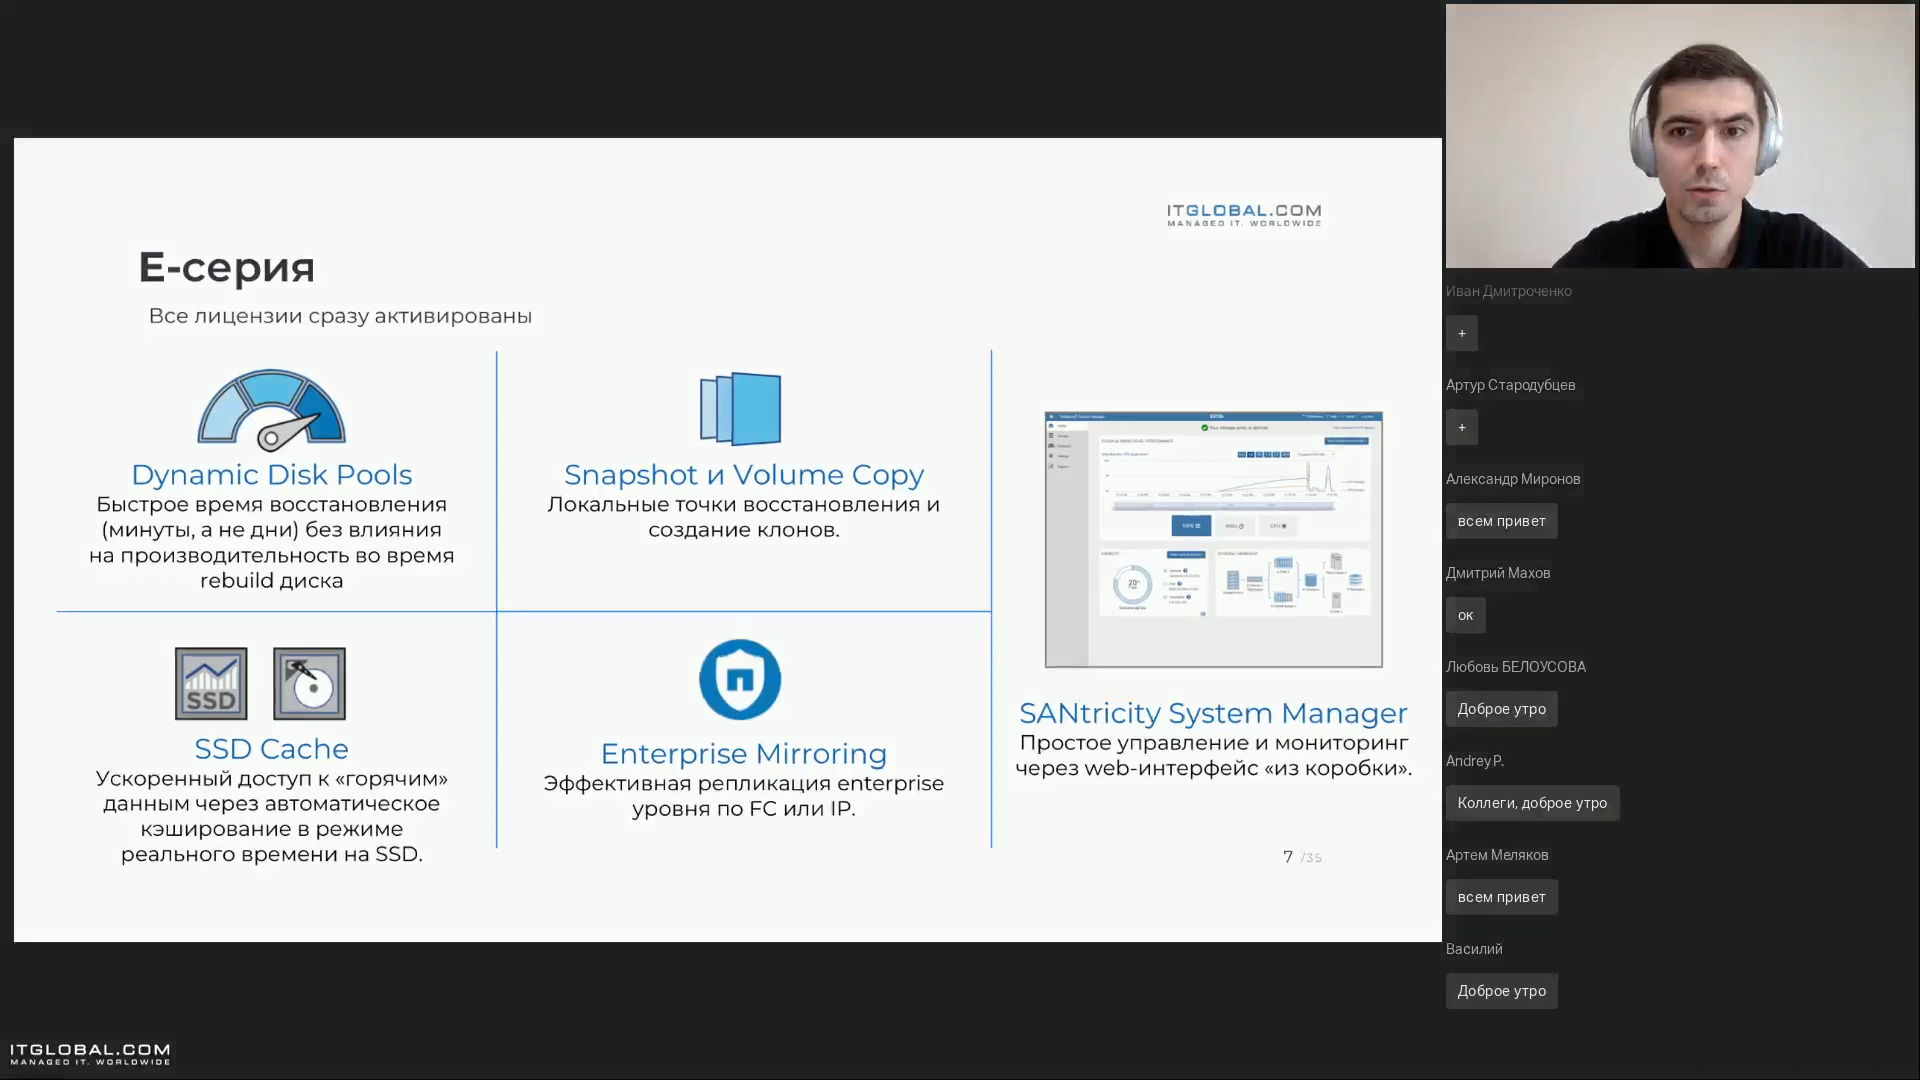 ITGLOBAL.COM
MANAGED IT. WORLDWIDE
E-серия
Все лицензии сразу активированы
Dynamic Disk Pools
Быстрое время восстановления
(минуты, а не дни) без влияния
на производительность во время
rebuild диска
Snapshot и Volume Copy
Локальные точки восстановления и
создание клонов.
SSD
SSD Cache
Ускоренный доступ к «горячим»
данным через автоматическое
кэширование в режиме
реального времени на SSD.
Enterprise Mirroring
Эффективная репликация enterprise
уровня по FC или IP.
SANtricity System Manager
Простое управление и мониторинг
через web-интерфейс «из коробки».
7 /35
ITGLOBAL.COM
MANAGED IT. WORLDWIDE
Иван Дмитроченко
+
Артур Стародубцев
+
Александр Миронов
всем привет
Дмитрий Махов
ок
Любовь БЕЛОУСОВА
Доброе утро
Andrey P.
Коллеги, доброе утро
Артем Меляков
всем привет
Василий
Доброе утро